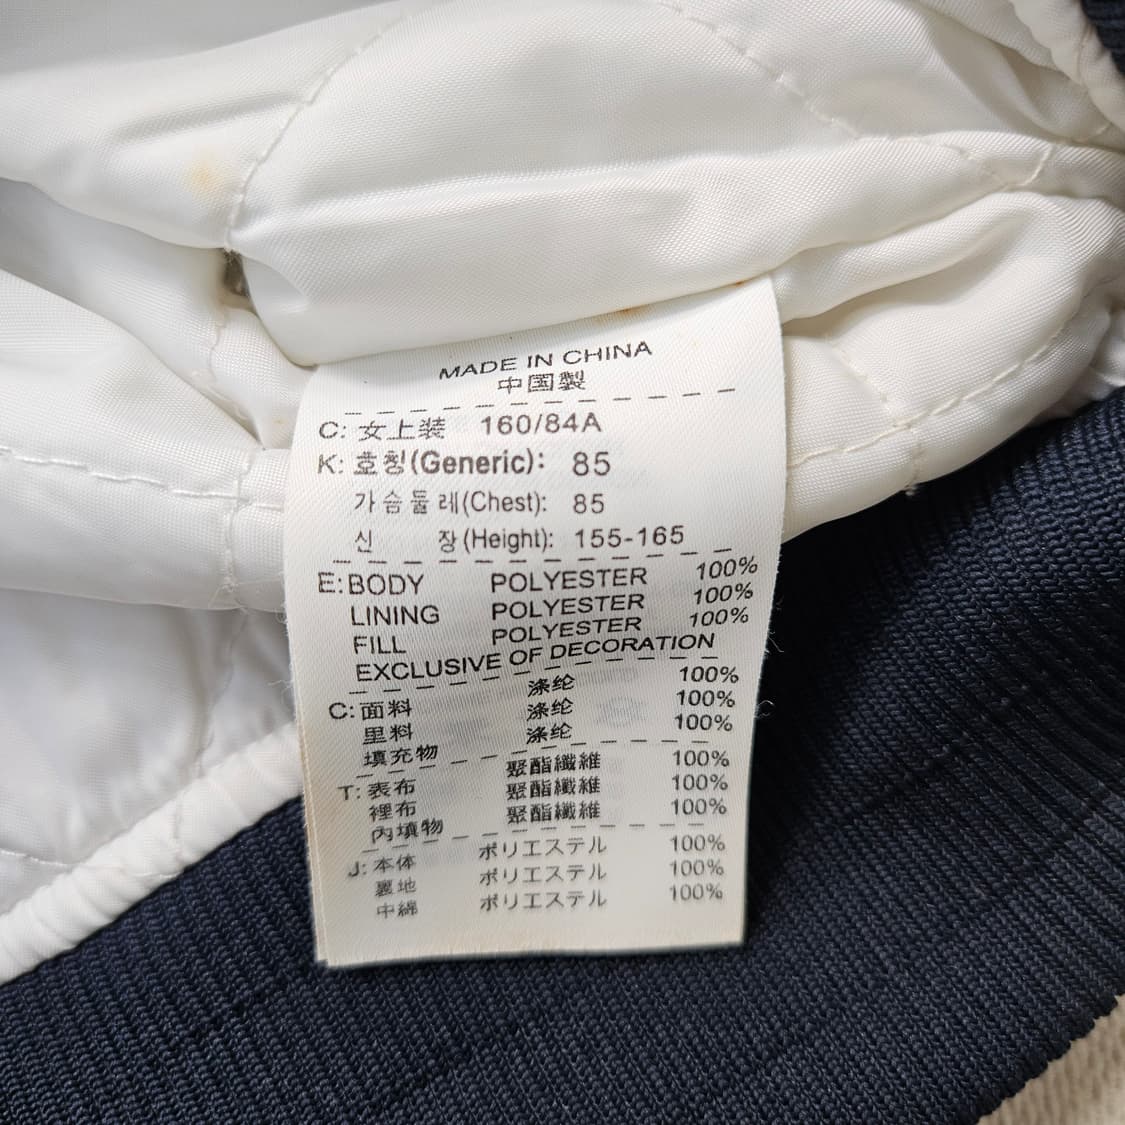 MADE IN CHINA
中国製
C: 女上装 160/84A
K: 호칭(Generic): 85
가슴둘레(Chest): 85
신 장(Height): 155-165
E: BODY POLYESTER 100%
LINING POLYESTER 100%
FILL POLYESTER 100%
EXCLUSIVE OF DECORATION
C: 面料 涤纶 100%
里料 涤纶 100%
填充物 涤纶 100%
T: 表布 聚酯纖維 100%
裡布 聚酯纖維 100%
內填物 聚酯纖維 100%
J: 本体 ポリエステル 100%
裏地 ポリエステル 100%
中綿 ポリエステル 100%